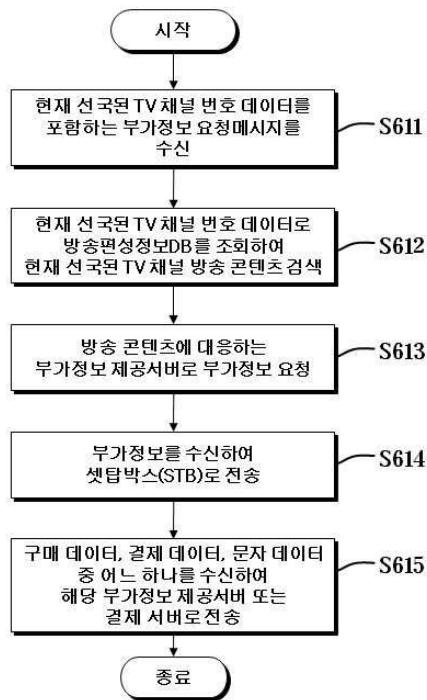 시작
현재 선국된 TV 채널 번호 데이터를
포함하는 부가정보 요청메시지를
수신
S611
현재 선국된 TV 채널 번호 데이터로
방송편성정보DB를 조회하여
현재 선국된 TV 채널 방송 콘텐츠 검색
S612
방송 콘텐츠에 대응하는
부가정보 제공서버로 부가정보 요청
S613
부가정보를 수신하여
셋탑박스(STB)로 전송
S614
구매 데이터, 결제 데이터, 문자 데이터
중 어느 하나를 수신하여
해당 부가정보 제공서버 또는
결제 서버로 전송
S615
종료